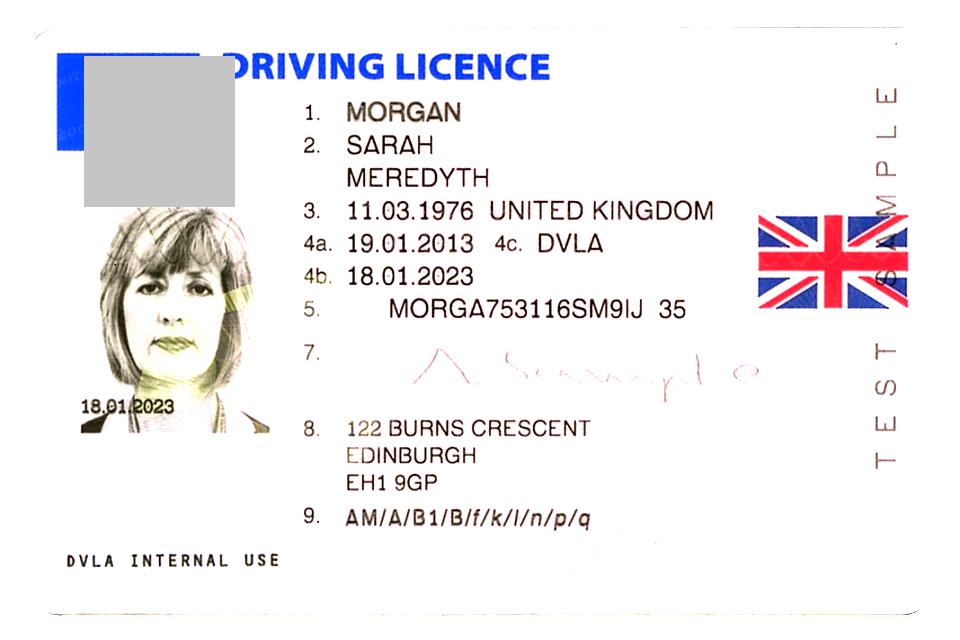 DRIVING LICENCE
1. MORGAN
2. SARAH
MEREDYTH
3. 11.03.1976 UNITED KINGDOM
4a. 19.01.2013 4c. DVLA
4b. 18.01.2023
5. MORGA753116SM9IJ 35
7. A. Sample
18.01.2023
8. 122 BURNS CRESCENT
EDINBURGH
EH1 9GP
9. AM/A/B1/B/f/k/l/n/p/q
DVLA INTERNAL USE
TEST SAMPLE